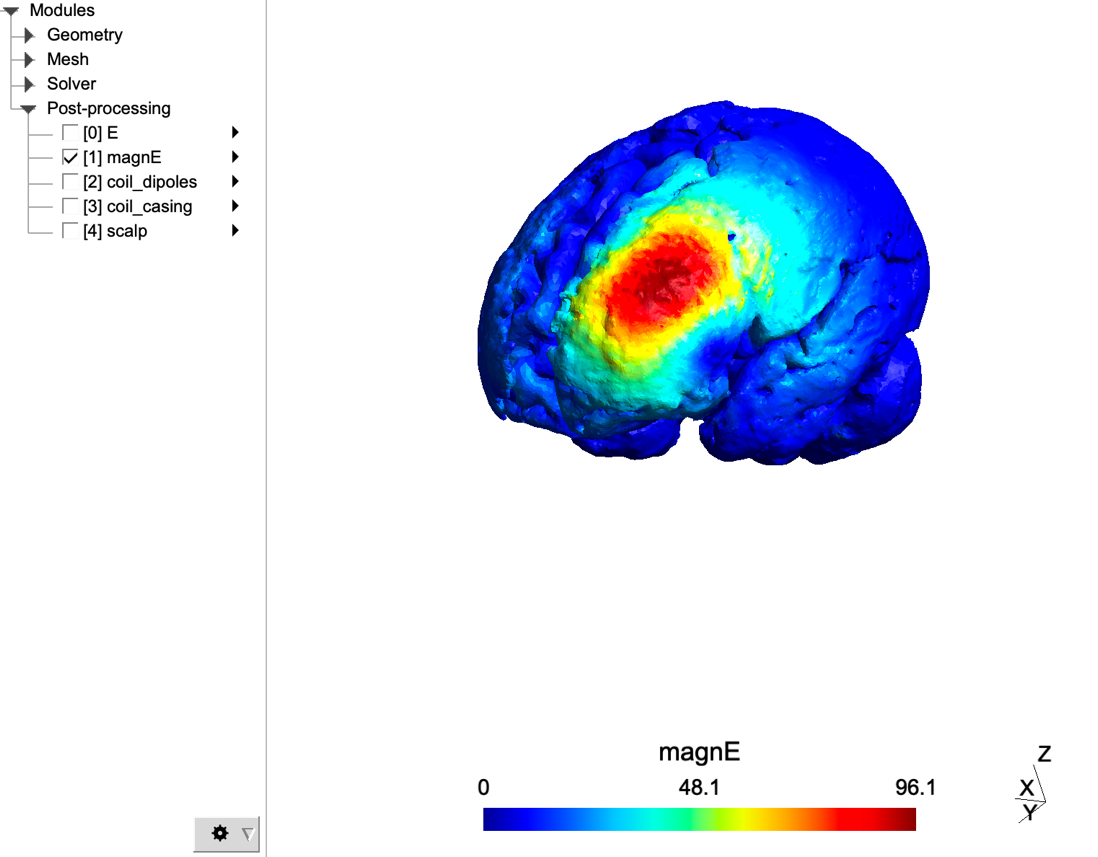 Modules
Geometry
Mesh
Solver
Post-processing
[0] E
[1] magnE
[2] coil_dipoles
[3] coil_casing
[4] scalp
magnE
0 48.1 96.1
Z
X
Y